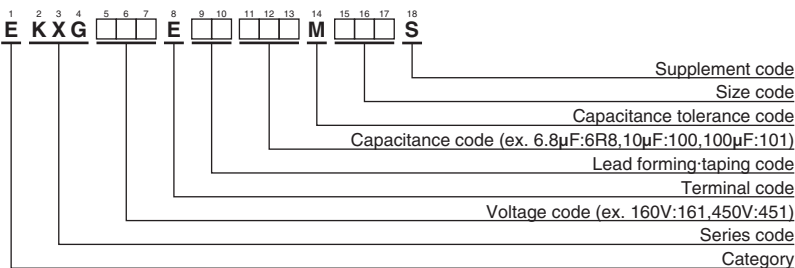 1 2 3 4 5 6 7 8 9 10 11 12 13 14 15 16 17 18
E KXG □□□ E □□ □□□ M □□□ S
Supplement code
Size code
Capacitance tolerance code
Capacitance code (ex. 6.8µF:6R8,10µF:100,100µF:101)
Lead forming·taping code
Terminal code
Voltage code (ex. 160V:161,450V:451)
Series code
Category